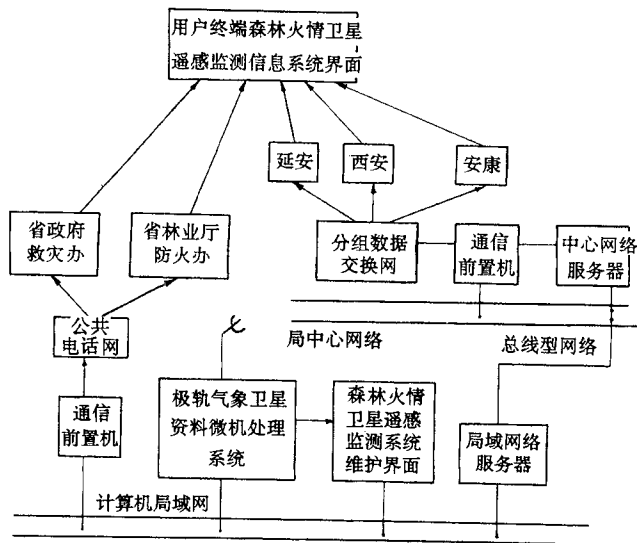 用户终端森林火情卫星
遥感监测信息系统界面
延安
西安
安康
省政府
救灾办
省林业厅
防火办
分组数据
交换网
通信
前置机
中心网络
服务器
公共
电话网
局中心网络
总线型网络
通信
前置机
极轨气象卫星
资料微机处理
系统
森林火情
卫星遥感
监测系统
维护界面
局域网络
服务器
计算机局域网